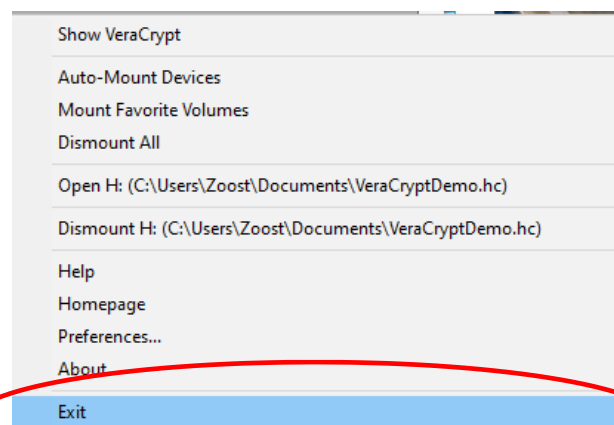 Show VeraCrypt
Auto-Mount Devices
Mount Favorite Volumes
Dismount All
Open H: (C:\Users\Zoost\Documents\VeraCryptDemo.hc)
Dismount H: (C:\Users\Zoost\Documents\VeraCryptDemo.hc)
Help
Homepage
Preferences...
About
Exit